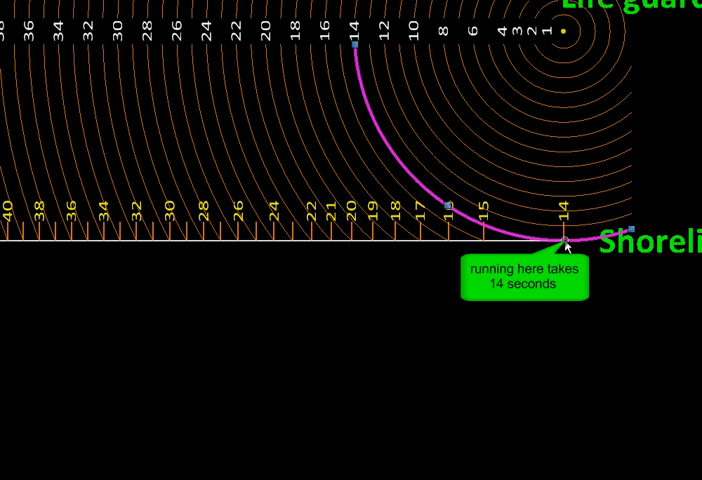 Life guard
38 36 34 32 30 28 26 24 22 20 18 16 14 12 10 8 6 4 3 2 1
40 38 36 34 32 30 28 26 24 22 21 20 19 18 17 15 14
Shoreli
running here takes
14 seconds